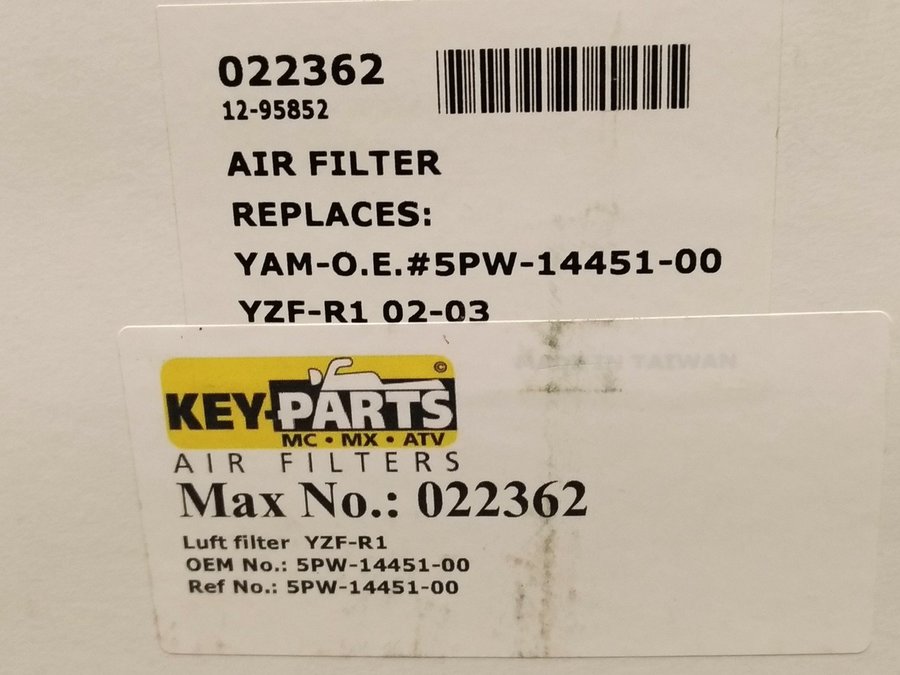 022362
12-95852
AIR FILTER
REPLACES:
YAM-O.E.#5PW-14451-00
YZF-R1 02-03
MADE IN TAIWAN
©
KEY-PARTS
MC • MX • ATV
AIR FILTERS
Max No.: 022362
Luft filter YZF-R1
OEM No.: 5PW-14451-00
Ref No.: 5PW-14451-00